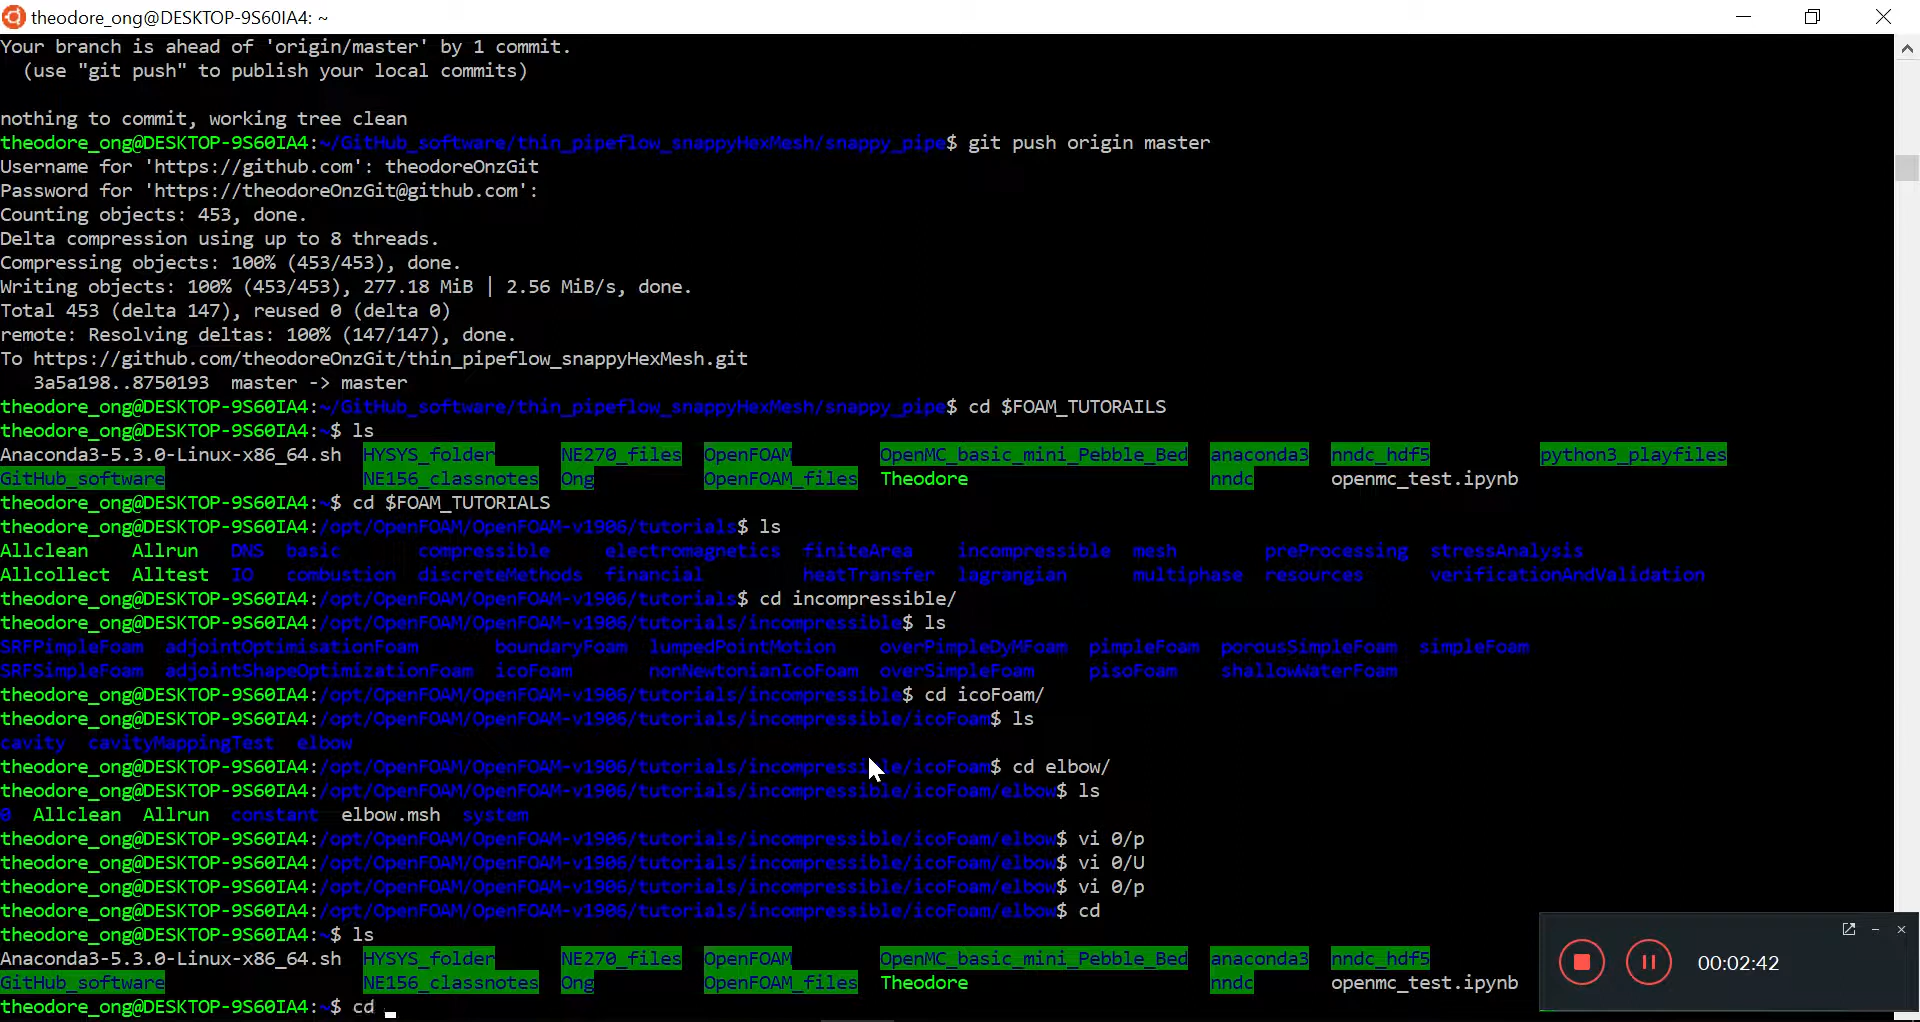 theodore_ong@DESKTOP-9S60IA4: ~
Your branch is ahead of 'origin/master' by 1 commit.
  (use "git push" to publish your local commits)
nothing to commit, working tree clean
theodore_ong@DESKTOP-9S60IA4:~/GitHub_software/thin_pipeflow_snappyHexMesh/snappy_pipe$ git push origin master
Username for 'https://github.com': theodoreOnzGit
Password for 'https://theodoreOnzGit@github.com':
Counting objects: 453, done.
Delta compression using up to 8 threads.
Compressing objects: 100% (453/453), done.
Writing objects: 100% (453/453), 277.18 MiB | 2.56 MiB/s, done.
Total 453 (delta 147), reused 0 (delta 0)
remote: Resolving deltas: 100% (147/147), done.
To https://github.com/theodoreOnzGit/thin_pipeflow_snappyHexMesh.git
   3a5a198..8750193  master -> master
theodore_ong@DESKTOP-9S60IA4:~/GitHub_software/thin_pipeflow_snappyHexMesh/snappy_pipe$ cd $FOAM_TUTORAILS
theodore_ong@DESKTOP-9S60IA4:~$ ls
Anaconda3-5.3.0-Linux-x86_64.sh  HYSYS_folder  NE270_files  OpenFOAM  OpenMC_basic_mini_Pebble_Bed  anaconda3  nndc_hdf5  python3_playfiles
GitHub_software  NE156_classnotes  Ong  OpenFOAM_files  Theodore  nndc  openmc_test.ipynb
theodore_ong@DESKTOP-9S60IA4:~$ cd $FOAM_TUTORIALS
theodore_ong@DESKTOP-9S60IA4:/opt/OpenFOAM/OpenFOAM-v1906/tutorials$ ls
Allclean  Allrun  DNS  basic  compressible  electromagnetics  finiteArea  incompressible  mesh  preProcessing  stressAnalysis
Allcollect  Alltest  IO  combustion  discreteMethods  financial  heatTransfer  lagrangian  multiphase  resources  verificationAndValidation
theodore_ong@DESKTOP-9S60IA4:/opt/OpenFOAM/OpenFOAM-v1906/tutorials$ cd incompressible/
theodore_ong@DESKTOP-9S60IA4:/opt/OpenFOAM/OpenFOAM-v1906/tutorials/incompressible$ ls
SRFPimpleFoam  adjointOptimisationFoam  boundaryFoam  lumpedPointMotion  overPimpleDyMFoam  pimpleFoam  porousSimpleFoam  simpleFoam
SRFSimpleFoam  adjointShapeOptimizationFoam  icoFoam  nonNewtonianIcoFoam  overSimpleFoam  pisoFoam  shallowWaterFoam
theodore_ong@DESKTOP-9S60IA4:/opt/OpenFOAM/OpenFOAM-v1906/tutorials/incompressible$ cd icoFoam/
theodore_ong@DESKTOP-9S60IA4:/opt/OpenFOAM/OpenFOAM-v1906/tutorials/incompressible/icoFoam$ ls
cavity  cavityMappingTest  elbow
theodore_ong@DESKTOP-9S60IA4:/opt/OpenFOAM/OpenFOAM-v1906/tutorials/incompressible/icoFoam$ cd elbow/
theodore_ong@DESKTOP-9S60IA4:/opt/OpenFOAM/OpenFOAM-v1906/tutorials/incompressible/icoFoam/elbow$ ls
0  Allclean  Allrun  constant  elbow.msh  system
theodore_ong@DESKTOP-9S60IA4:/opt/OpenFOAM/OpenFOAM-v1906/tutorials/incompressible/icoFoam/elbow$ vi 0/p
theodore_ong@DESKTOP-9S60IA4:/opt/OpenFOAM/OpenFOAM-v1906/tutorials/incompressible/icoFoam/elbow$ vi 0/U
theodore_ong@DESKTOP-9S60IA4:/opt/OpenFOAM/OpenFOAM-v1906/tutorials/incompressible/icoFoam/elbow$ vi 0/p
theodore_ong@DESKTOP-9S60IA4:/opt/OpenFOAM/OpenFOAM-v1906/tutorials/incompressible/icoFoam/elbow$ cd
theodore_ong@DESKTOP-9S60IA4:~$ ls
Anaconda3-5.3.0-Linux-x86_64.sh  HYSYS_folder  NE270_files  OpenFOAM  OpenMC_basic_mini_Pebble_Bed  anaconda3  nndc_hdf5
GitHub_software  NE156_classnotes  Ong  OpenFOAM_files  Theodore  nndc  openmc_test.ipynb
theodore_ong@DESKTOP-9S60IA4:~$ cd _
00:02:42